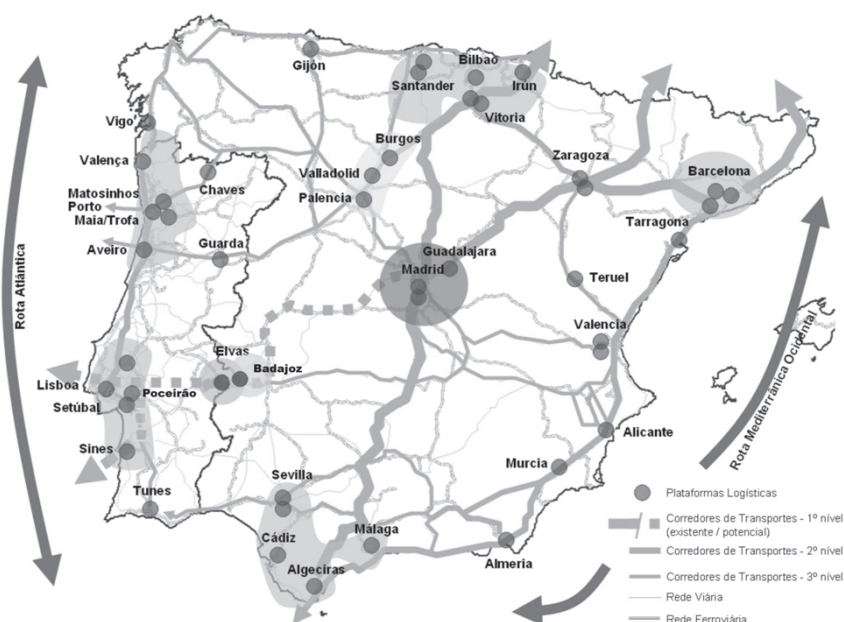 Gijón
Bilbao
Santander
Irun
Vitoria
Vigo
Burgos
Valença
Zaragoza
Barcelona
Valladolid
Chaves
Matosinhos
Porto
Palencia
Maia/Trofa
Tarragona
Aveiro
Guarda
Guadalajara
Madrid
Teruel
Rota Atlântica
Valencia
Rota Mediterrânica Ocidental
Elvas
Badajoz
Lisboa
Poceirão
Setúbal
Alicante
Sines
Murcia
Sevilla
Tunes
Cádiz
Málaga
Almeria
Algeciras
Plataformas Logísticas
Corredores de Transportes - 1º nível
(existente / potencial)
Corredores de Transportes - 2º nível
Corredores de Transportes - 3º nível
Rede Viária
Rede Ferroviária